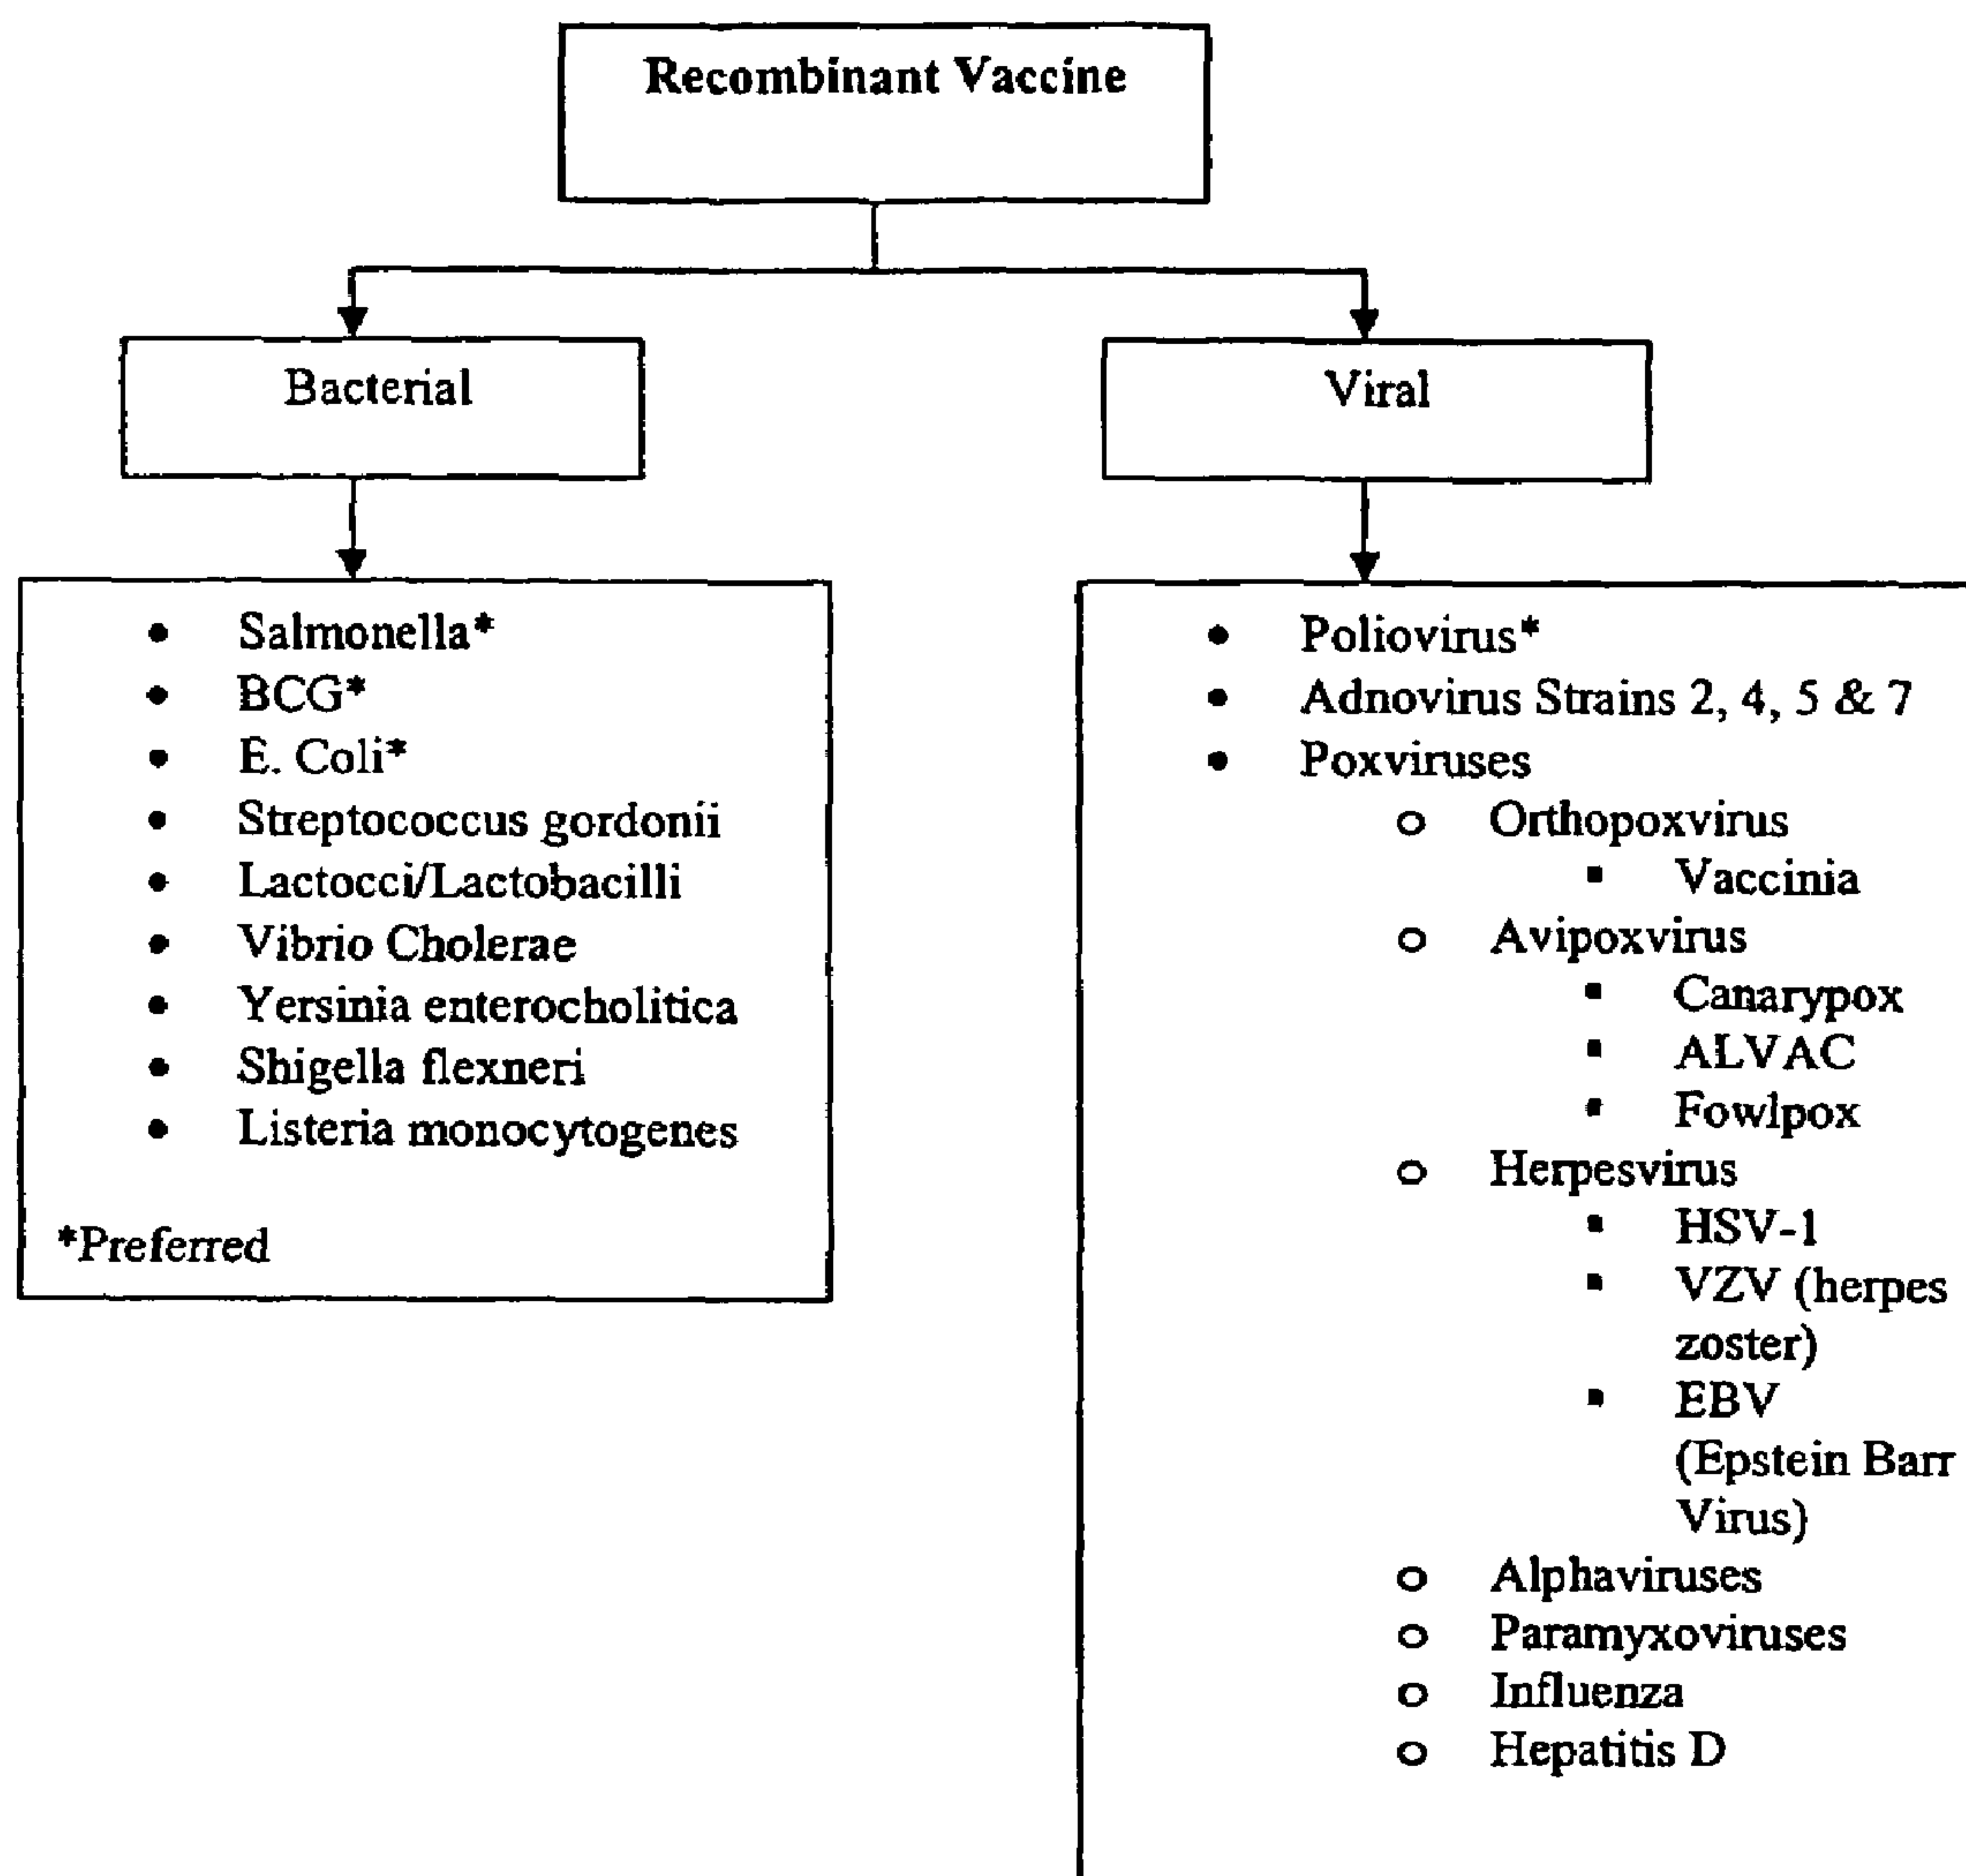 Recombinant Vaccine
Bacterial
Viral
• Salmonella*
• BCG*
• E. Coli*
• Streptococcus gordonii
• Lactocci/Lactobacilli
• Vibrio Cholerae
• Yersinia enterocholitica
• Shigella flexneri
• Listeria monocytogenes
*Preferred
• Poliovirus*
• Adnovirus Strains 2, 4, 5 & 7
• Poxviruses
o Orthopoxvirus
▪ Vaccinia
o Avipoxvirus
▪ Canarypox
▪ ALVAC
▪ Fowlpox
o Herpesvirus
▪ HSV-1
▪ VZV (herpes
zoster)
▪ EBV
(Epstein Barr
Virus)
o Alphaviruses
o Paramyxoviruses
o Influenza
o Hepatitis D